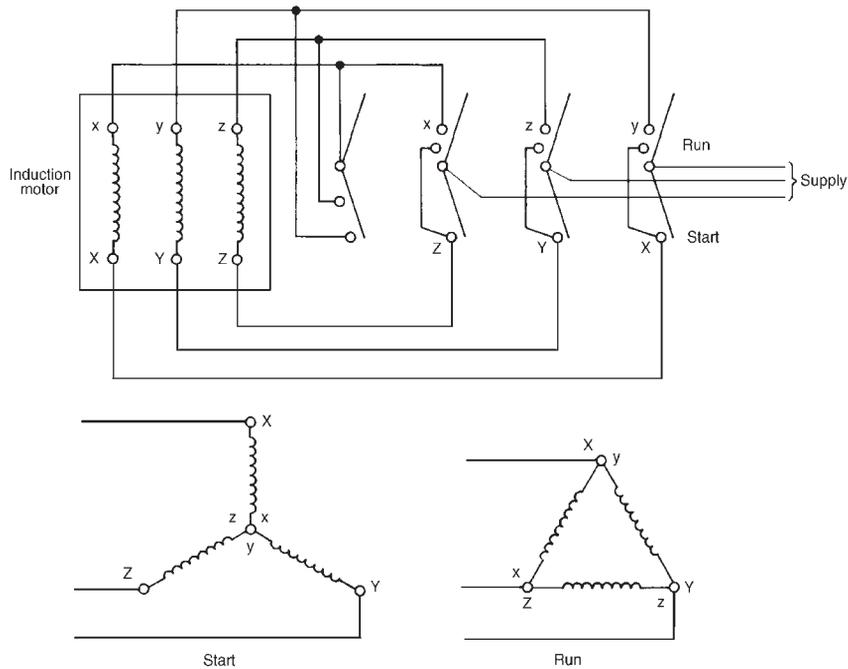 x y z x z y
Run
Induction
motor
Supply
X Y Z Z Y X
Start
X
X y
z x
y
Z Y
x
Z z Y
Start Run